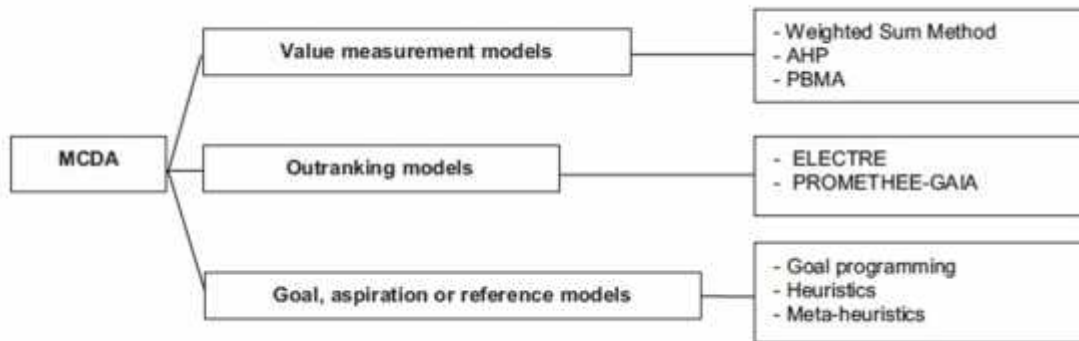 MCDA
Value measurement models
- Weighted Sum Method
- AHP
- PBMA
Outranking models
- ELECTRE
- PROMETHEE-GAIA
Goal, aspiration or reference models
- Goal programming
- Heuristics
- Meta-heuristics